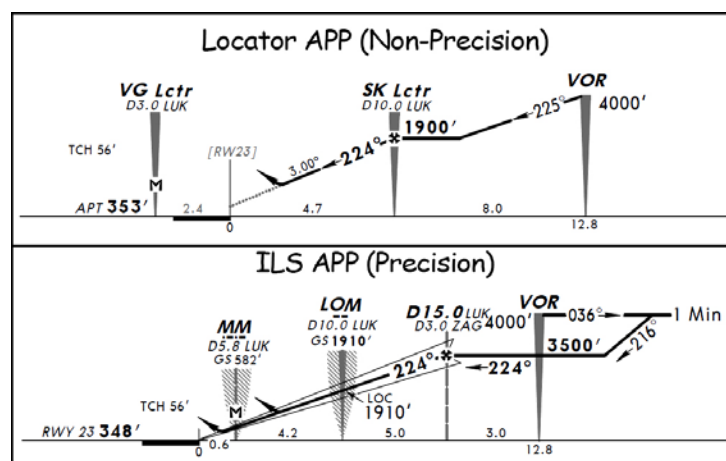 Locator APP (Non-Precision)
VG Lctr
D3.0 LUK
SK Lctr
D10.0 LUK
VOR
4000'
1900'
225°
TCH 56'
[RW23]
3.00°
224°
M
APT 353'
2.4
4.7
8.0
0
12.8
ILS APP (Precision)
MM
D5.8 LUK
GS 582'
LOM
D10.0 LUK
GS 1910'
D15.0 LUK
D3.0 ZAG
VOR
4000'
036°
1 Min
216°
3500'
224°
224°
LOC
1910'
TCH 56'
M
RWY 23 348'
0.6
4.2
5.0
3.0
0
12.8